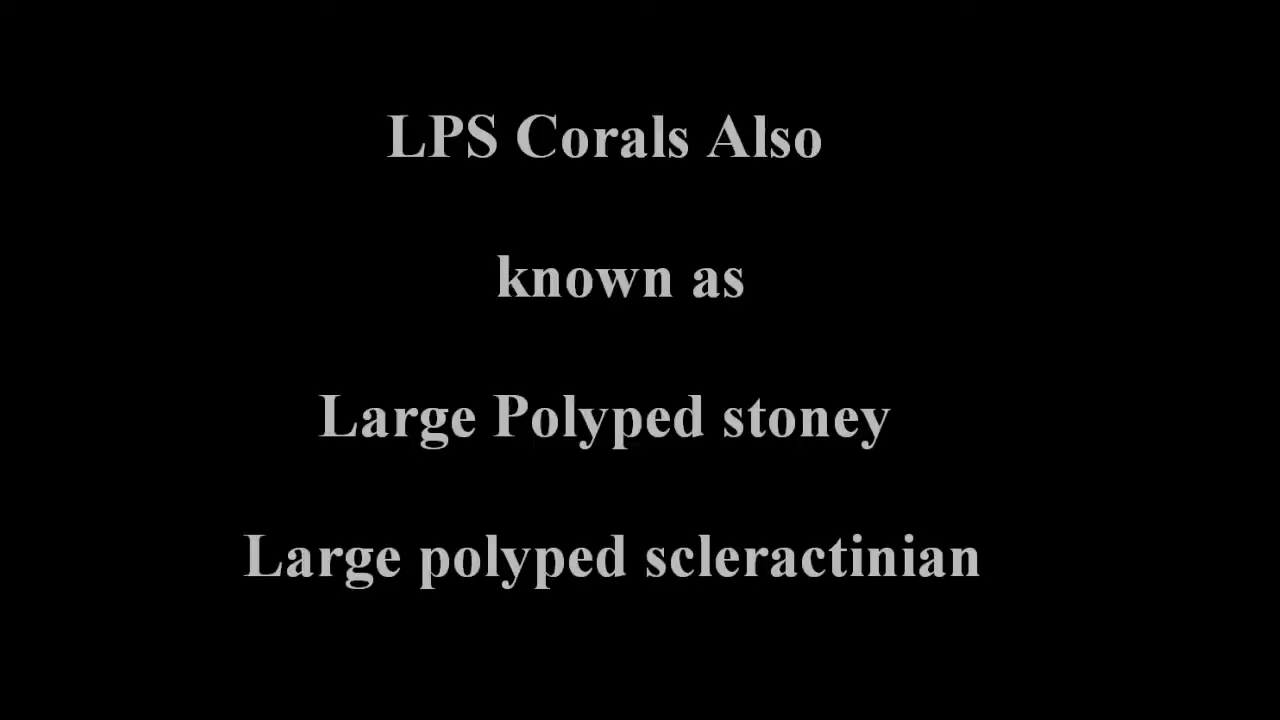 LPS Corals Also
known as
Large Polyped stoney
Large polyped scleractinian